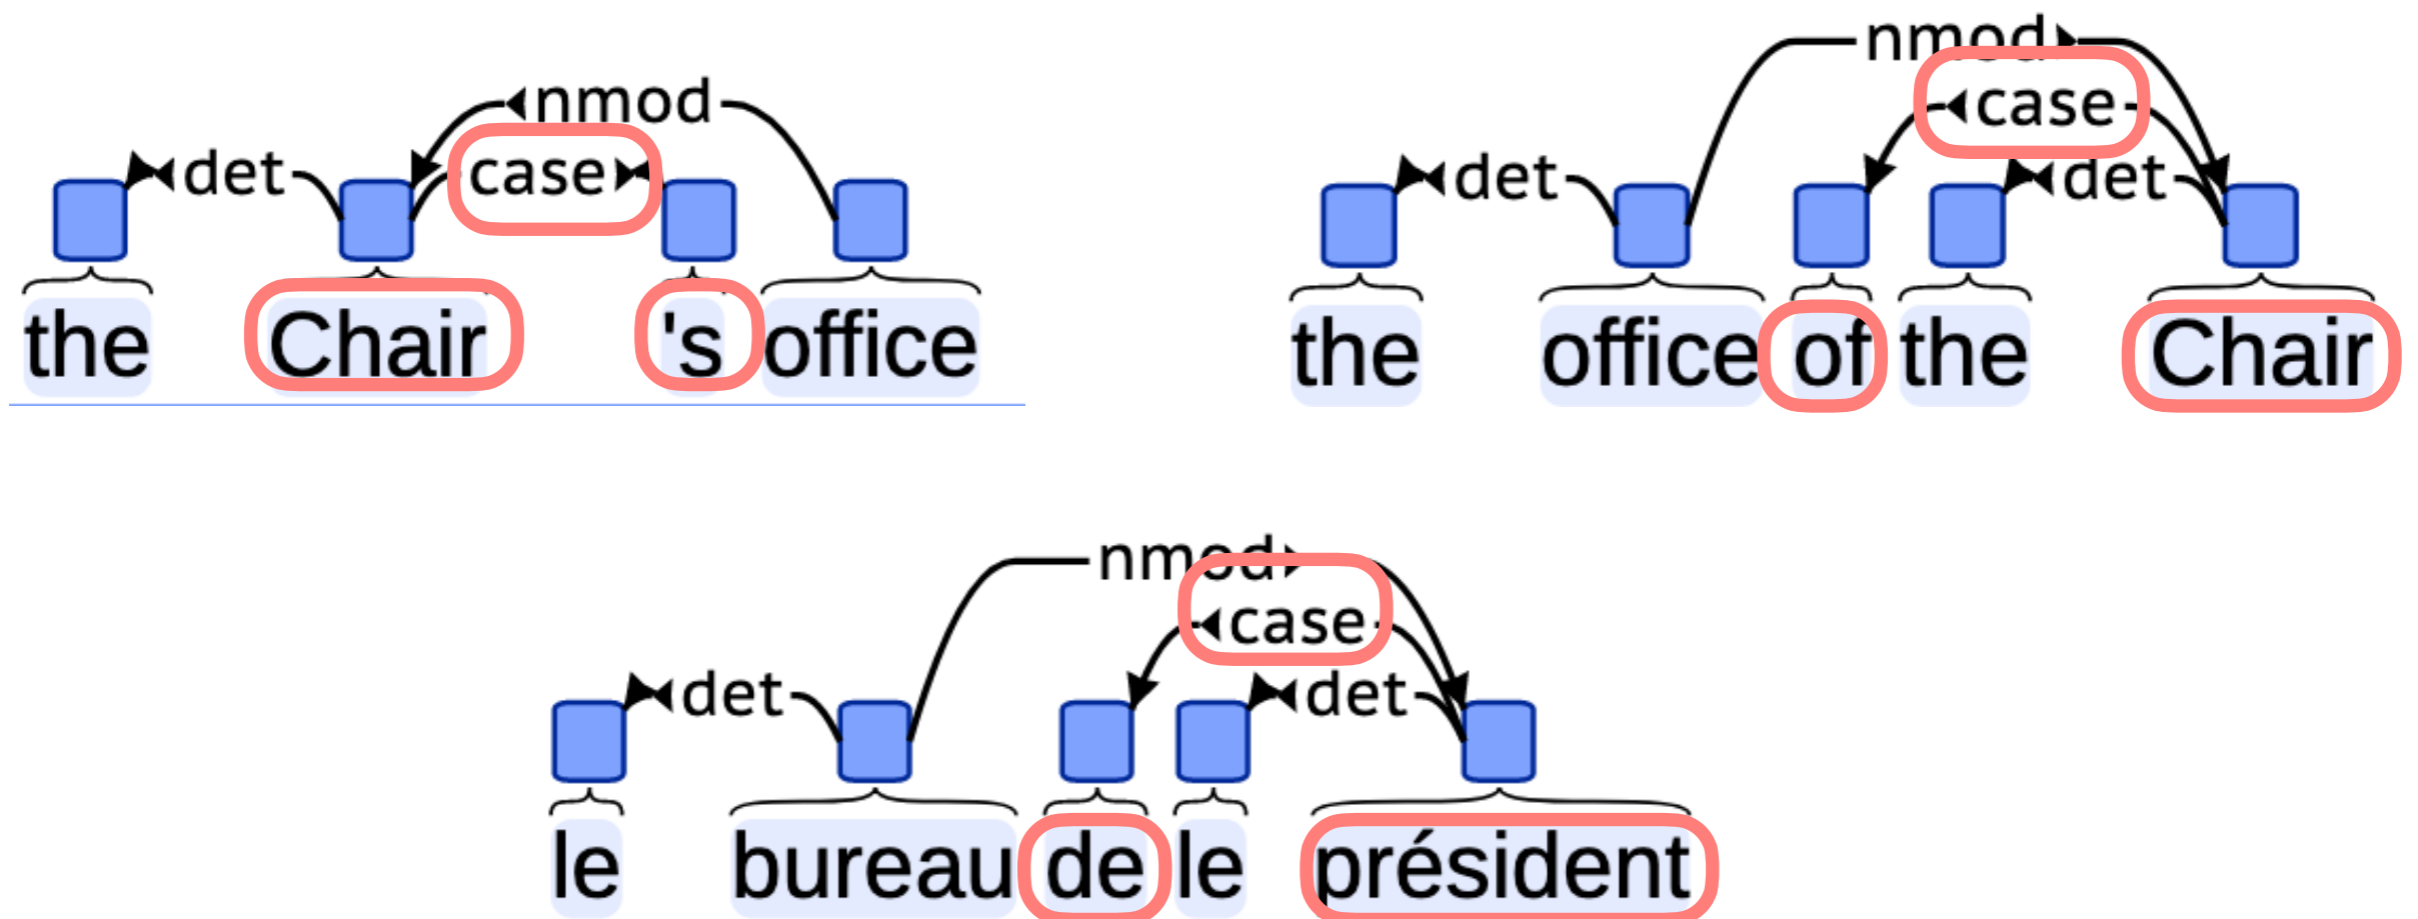 nmod
det case
the Chair 's office
nmod
case
det det
the office of the Chair
nmod
case
det det
le bureau de le président